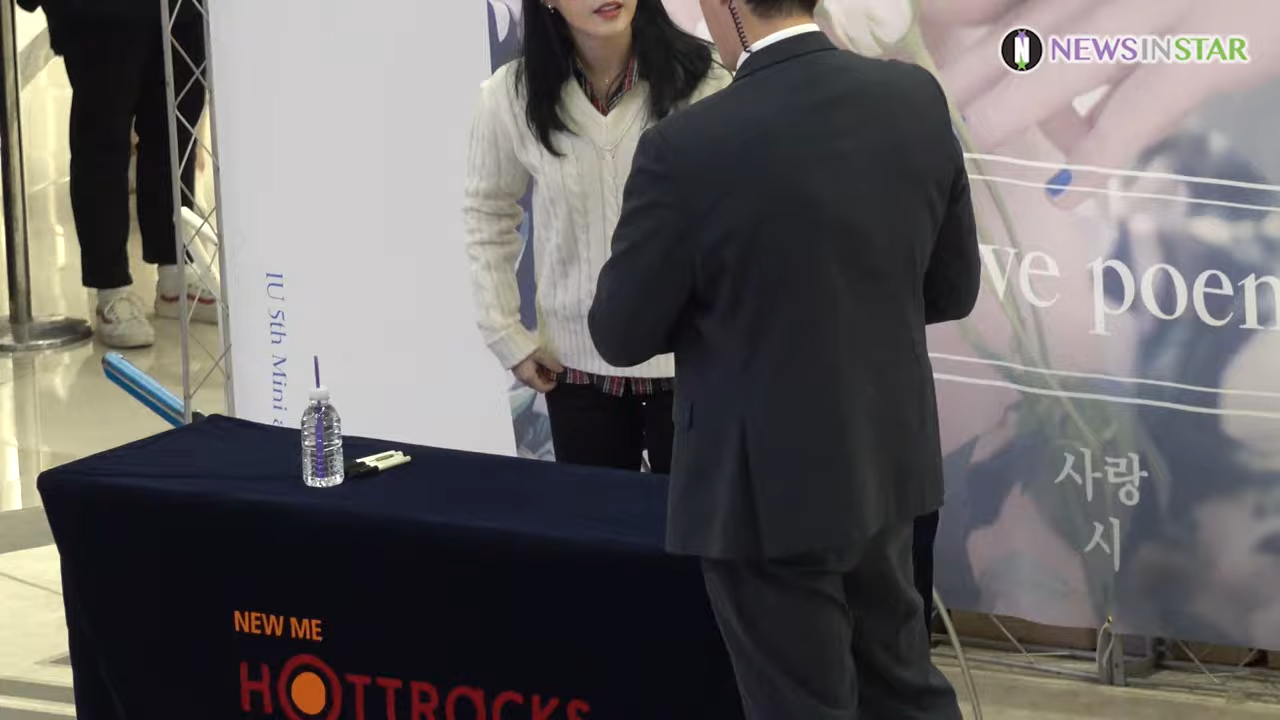 NEWSINSTAR
IU 5th Mini
ve poem
사랑
시
NEW ME
HOTTRACKS